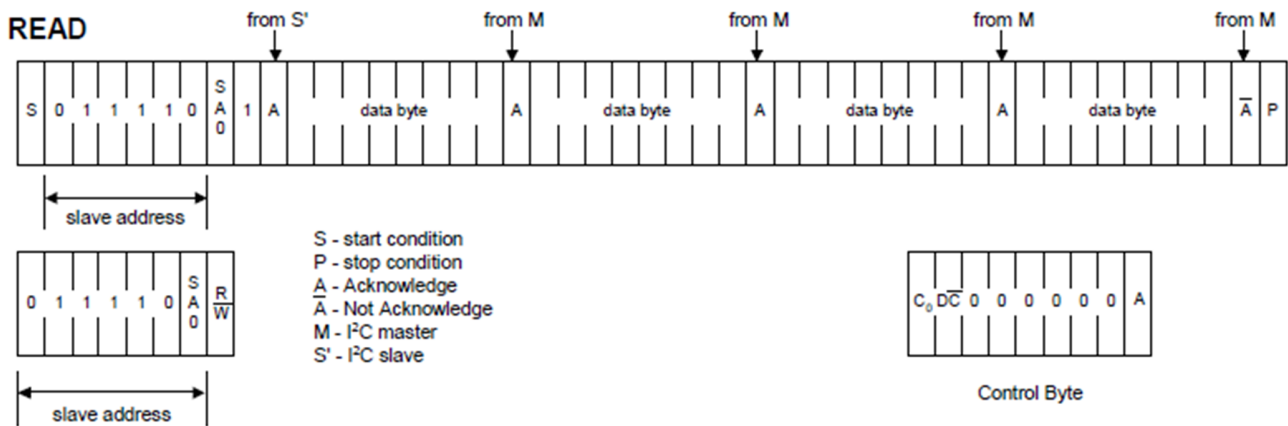 READ
from S' from M from M from M from M
S 0 1 1 1 1 0 SA0 1 A data byte A data byte A data byte A data byte A̅ P
slave address
0 1 1 1 1 0 SA0 R/W̅
slave address
S - start condition
P - stop condition
A - Acknowledge
A̅ - Not Acknowledge
M - I²C master
S' - I²C slave
C₀ DC̅ 0 0 0 0 0 0 A
Control Byte